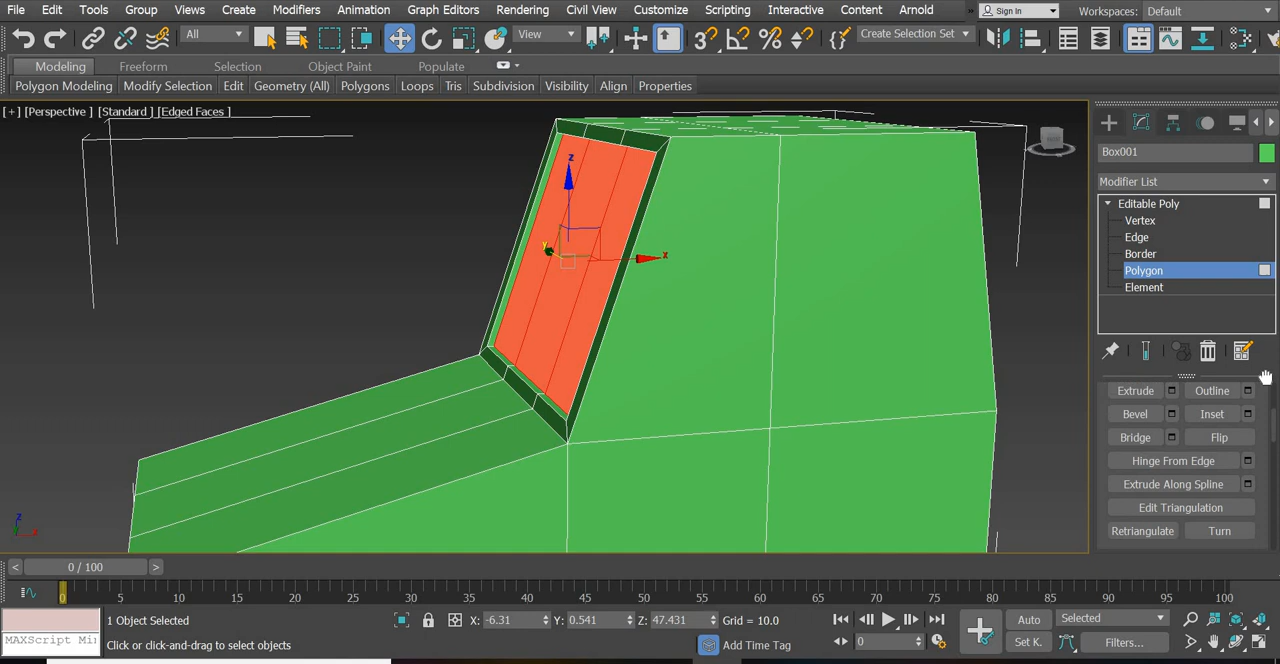 File Edit Tools Group Views Create Modifiers Animation Graph Editors Rendering Civil View Customize Scripting Interactive Content Arnold » Sign In Workspaces: Default
All View Create Selection Set
Modeling Freeform Selection Object Paint Populate
Polygon Modeling Modify Selection Edit Geometry (All) Polygons Loops Tris Subdivision Visibility Align Properties
[+] [Perspective ] [Standard ] [Edged Faces ]
Box001
Modifier List
Editable Poly
Vertex
Edge
Border
Polygon
Element
Extrude Outline
Bevel Inset
Bridge Flip
Hinge From Edge
Extrude Along Spline
Edit Triangulation
Retriangulate Turn
z
y
x
z
x
< 0 / 100 >
0 5 10 15 20 25 30 35 40 45 50 55 60 65 70 75 80 85 90 95 100
1 Object Selected X: -6.31 Y: 0.541 Z: 47.431 Grid = 10.0 Auto Selected
MAXScript Min Click or click-and-drag to select objects Add Time Tag 0 Set K. Filters...